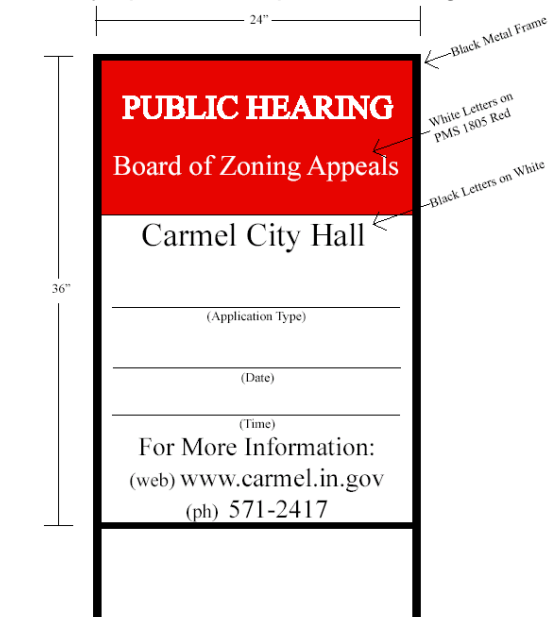 24”
Black Metal Frame
PUBLIC HEARING
White Letters on
PMS 1805 Red
Board of Zoning Appeals
Black Letters on White
Carmel City Hall
36”
(Application Type)
(Date)
(Time)
For More Information:
(web) www.carmel.in.gov
(ph) 571-2417